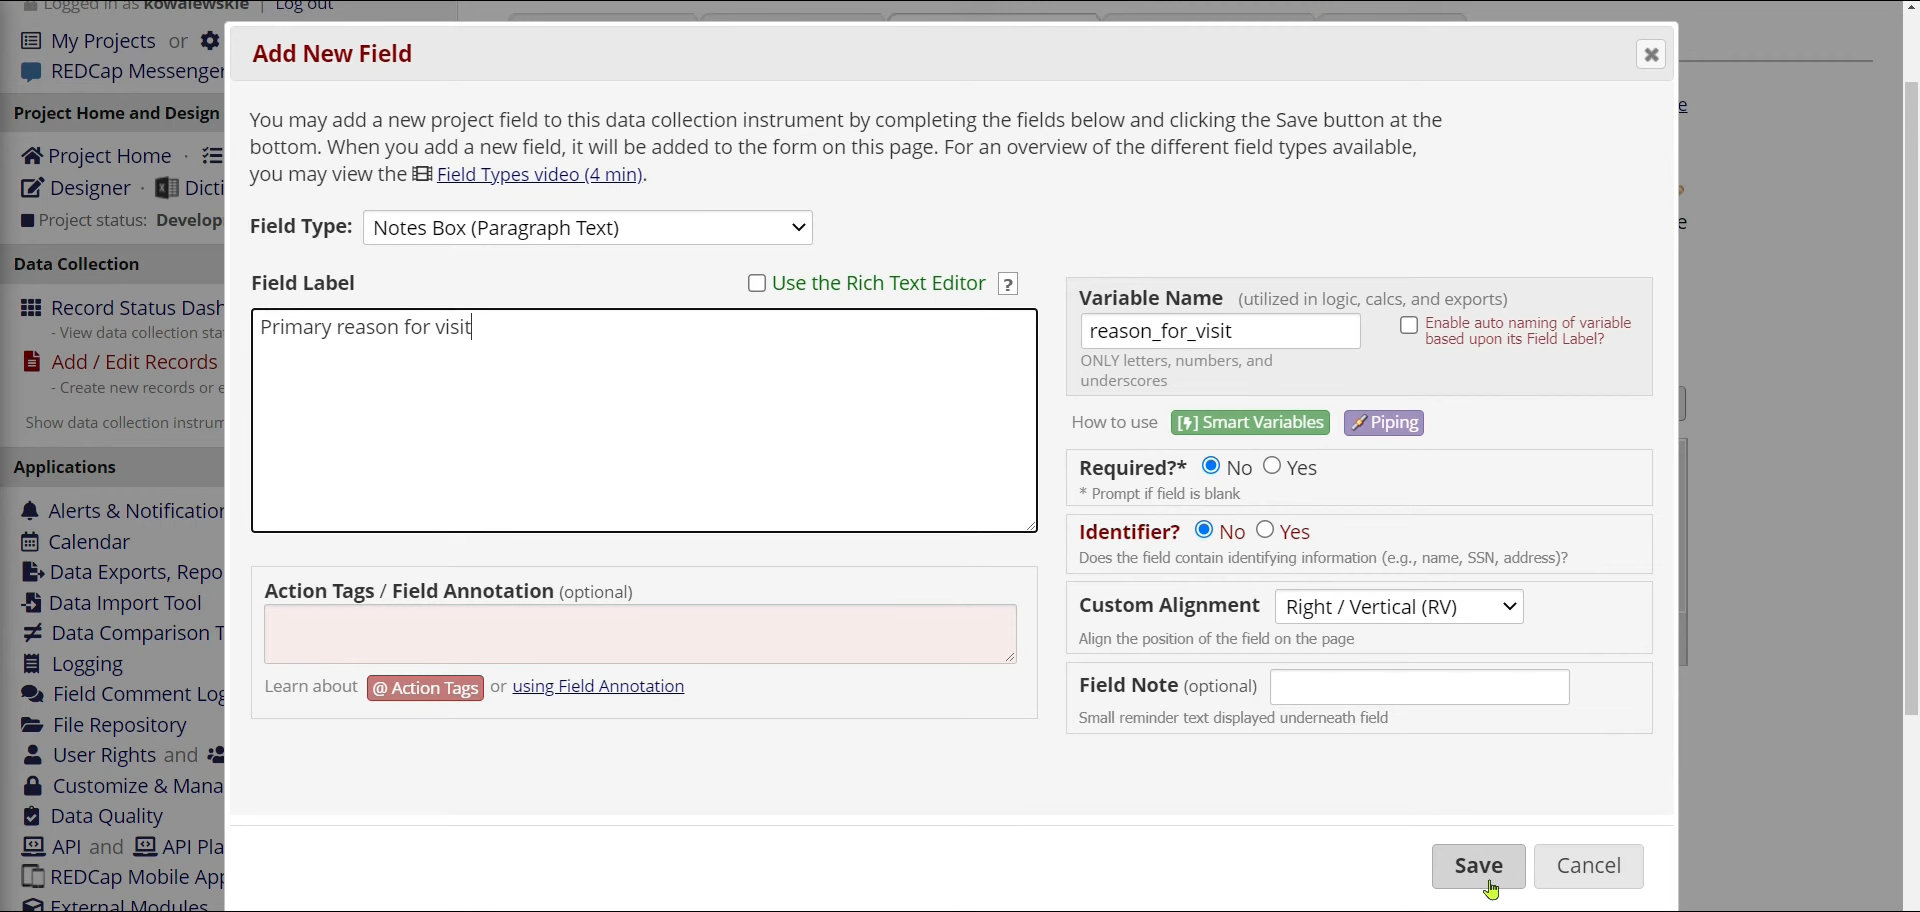 Logged in as kowalewskie | Log out
My Projects or
REDCap Messenger
Project Home and Design
Project Home ·
Designer · Dicti
Project status: Develop
Data Collection
Record Status Dash
- View data collection sta
Add / Edit Records
- Create new records or e
Show data collection instrum
Applications
Alerts & Notification
Calendar
Data Exports, Repo
Data Import Tool
Data Comparison T
Logging
Field Comment Log
File Repository
User Rights and
Customize & Mana
Data Quality
API and API Pla
REDCap Mobile App
External Modules
Add New Field
You may add a new project field to this data collection instrument by completing the fields below and clicking the Save button at the
bottom. When you add a new field, it will be added to the form on this page. For an overview of the different field types available,
you may view the Field Types video (4 min).
Field Type: Notes Box (Paragraph Text)
Field Label Use the Rich Text Editor ?
Primary reason for visit
Action Tags / Field Annotation (optional)
Learn about @ Action Tags or using Field Annotation
Variable Name (utilized in logic, calcs, and exports)
reason_for_visit
Enable auto naming of variable
based upon its Field Label?
ONLY letters, numbers, and
underscores
How to use [ ] Smart Variables Piping
Required?* No Yes
* Prompt if field is blank
Identifier? No Yes
Does the field contain identifying information (e.g., name, SSN, address)?
Custom Alignment Right / Vertical (RV)
Align the position of the field on the page
Field Note (optional)
Small reminder text displayed underneath field
Save Cancel